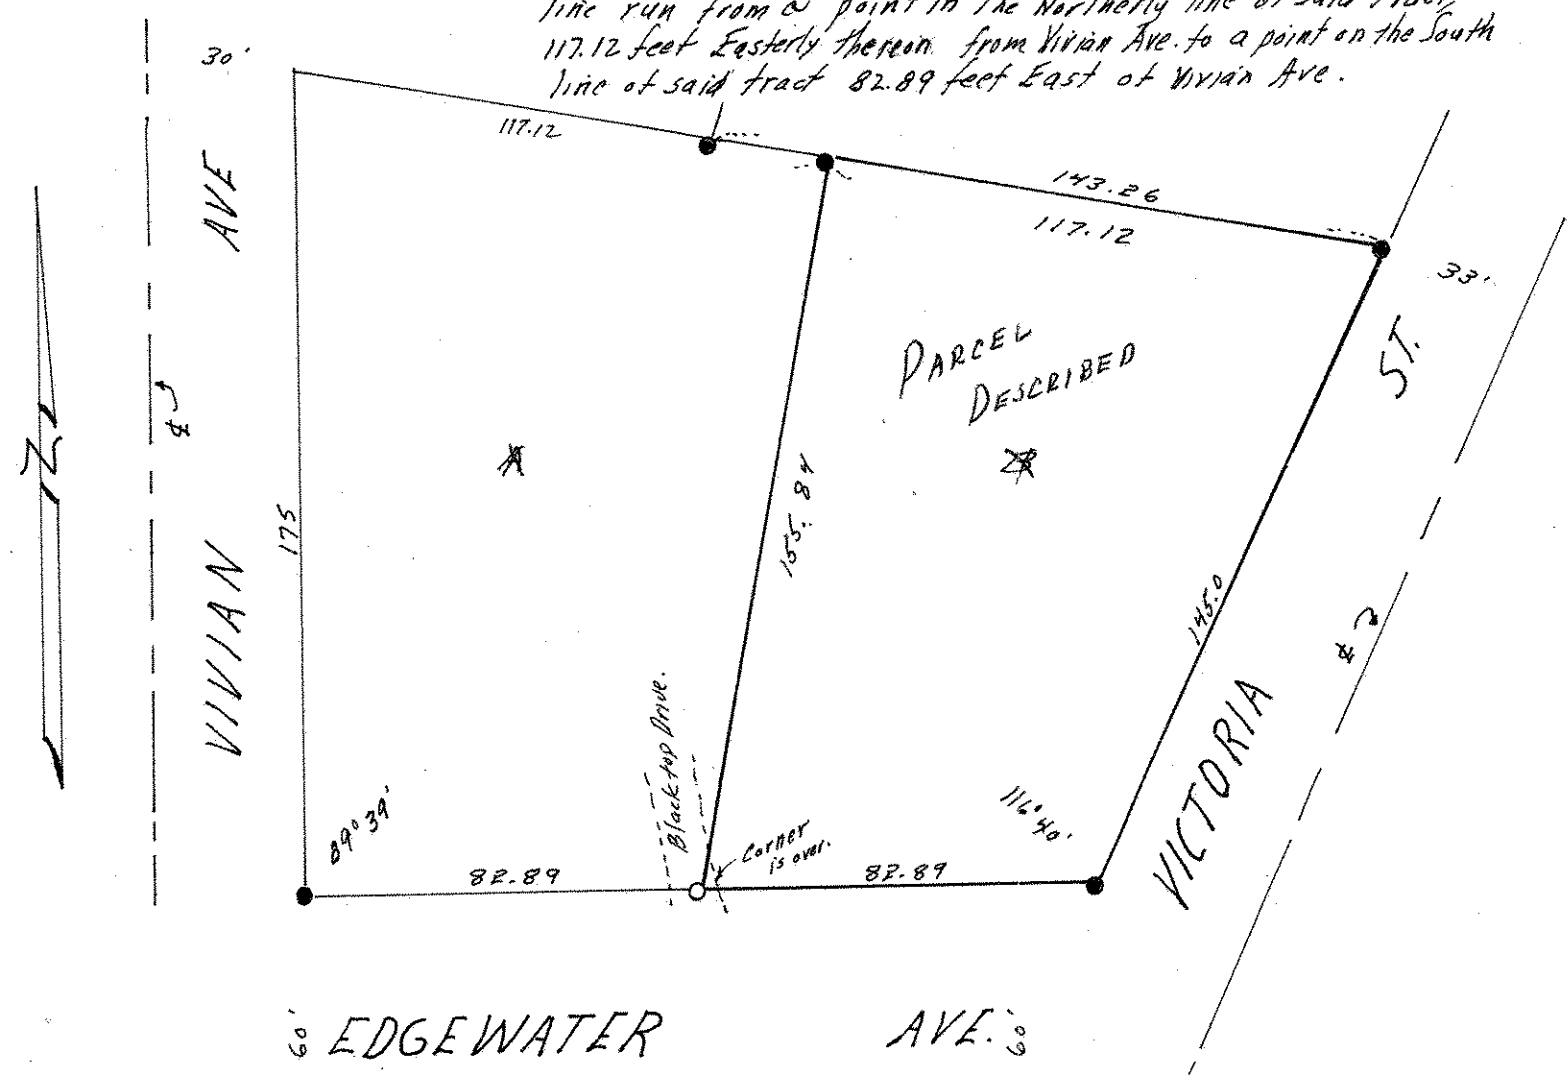 line run from a point in the Northerly line of said Tract,
117.12 feet Easterly thereon from Vivian Ave. to a point on the South
line of said tract 82.89 feet East of Vivian Ave.
30'
117.12
143.26
117.12
33'
AVE
VIVIAN
175
N
PARCEL
DESCRIBED
ST.
VICTORIA
155.84
145.0
Blacktop Drive.
Corner
is over.
89° 39'
116° 40'
82.89
82.89
60'
EDGEWATER AVE.
60'